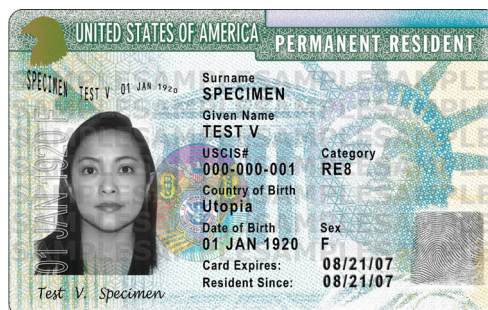 UNITED STATES OF AMERICA
PERMANENT RESIDENT
SPECIMEN TEST V 01 JAN 1920
Surname
SPECIMEN
Given Name
TEST V
USCIS# Category
000-000-001 RE8
Country of Birth
Utopia
Date of Birth Sex
01 JAN 1920 F
Card Expires: 08/21/07
Resident Since: 08/21/07
01 JAN 1920 F
Test V. Specimen